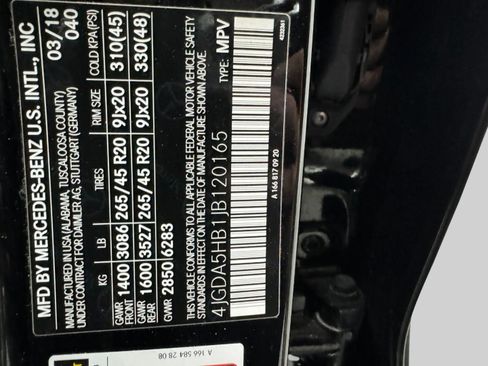 MFG BY MERCEDES-BENZ U.S. INTL., INC
MANUFACTURED IN USA (ALABAMA, TUSCALOOSA COUNTY)
UNDER CONTRACT FOR DAIMLER AG, STUTTGART (GERMANY)
03/18
040
KG LB TIRES RIM SIZE COLD KPA(PSI)
GAWR FRONT 1400 3086 265/45 R20 9Jx20 310(45)
GAWR REAR 1600 3527 265/45 R20 9Jx20 330(48)
GVWR 2850 6283
THIS VEHICLE CONFORMS TO ALL APPLICABLE FEDERAL MOTOR VEHICLE SAFETY
STANDARDS IN EFFECT ON THE DATE OF MANUFACTURE SHOWN ABOVE.
4JGDA5HB1JB120165 TYPE: MPV
A 166 817 09 20
A 166 584 28 08